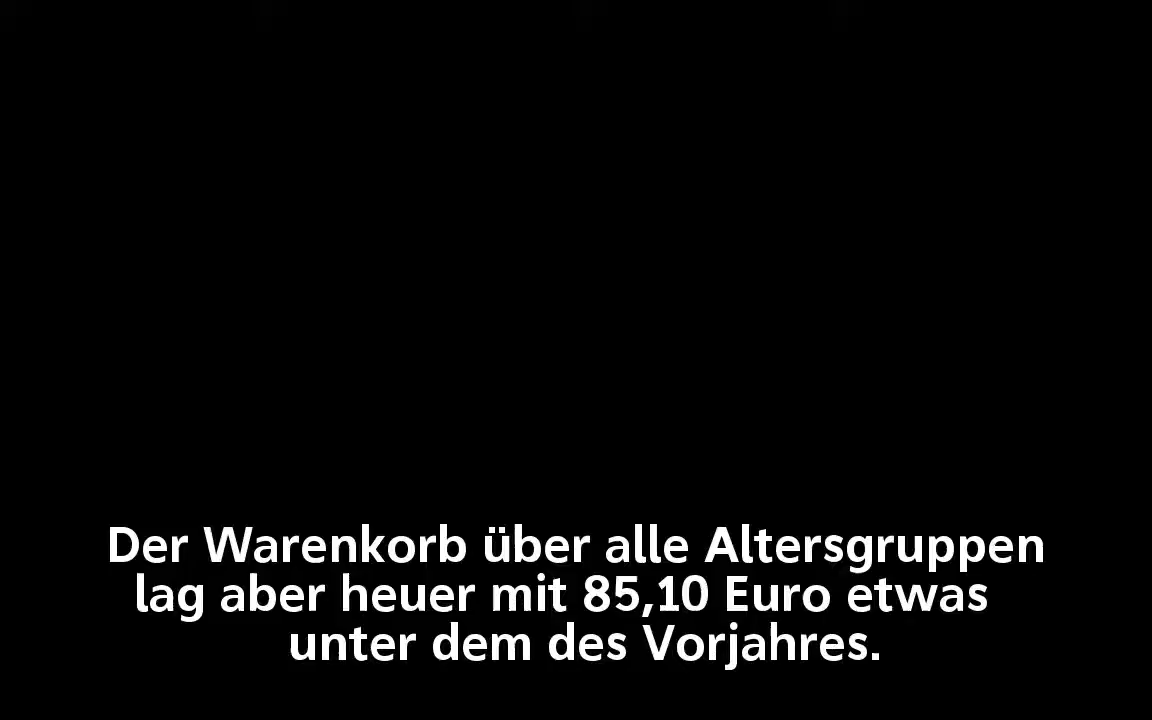 Der Warenkorb über alle Altersgruppen
lag aber heuer mit 85,10 Euro etwas
unter dem des Vorjahres.